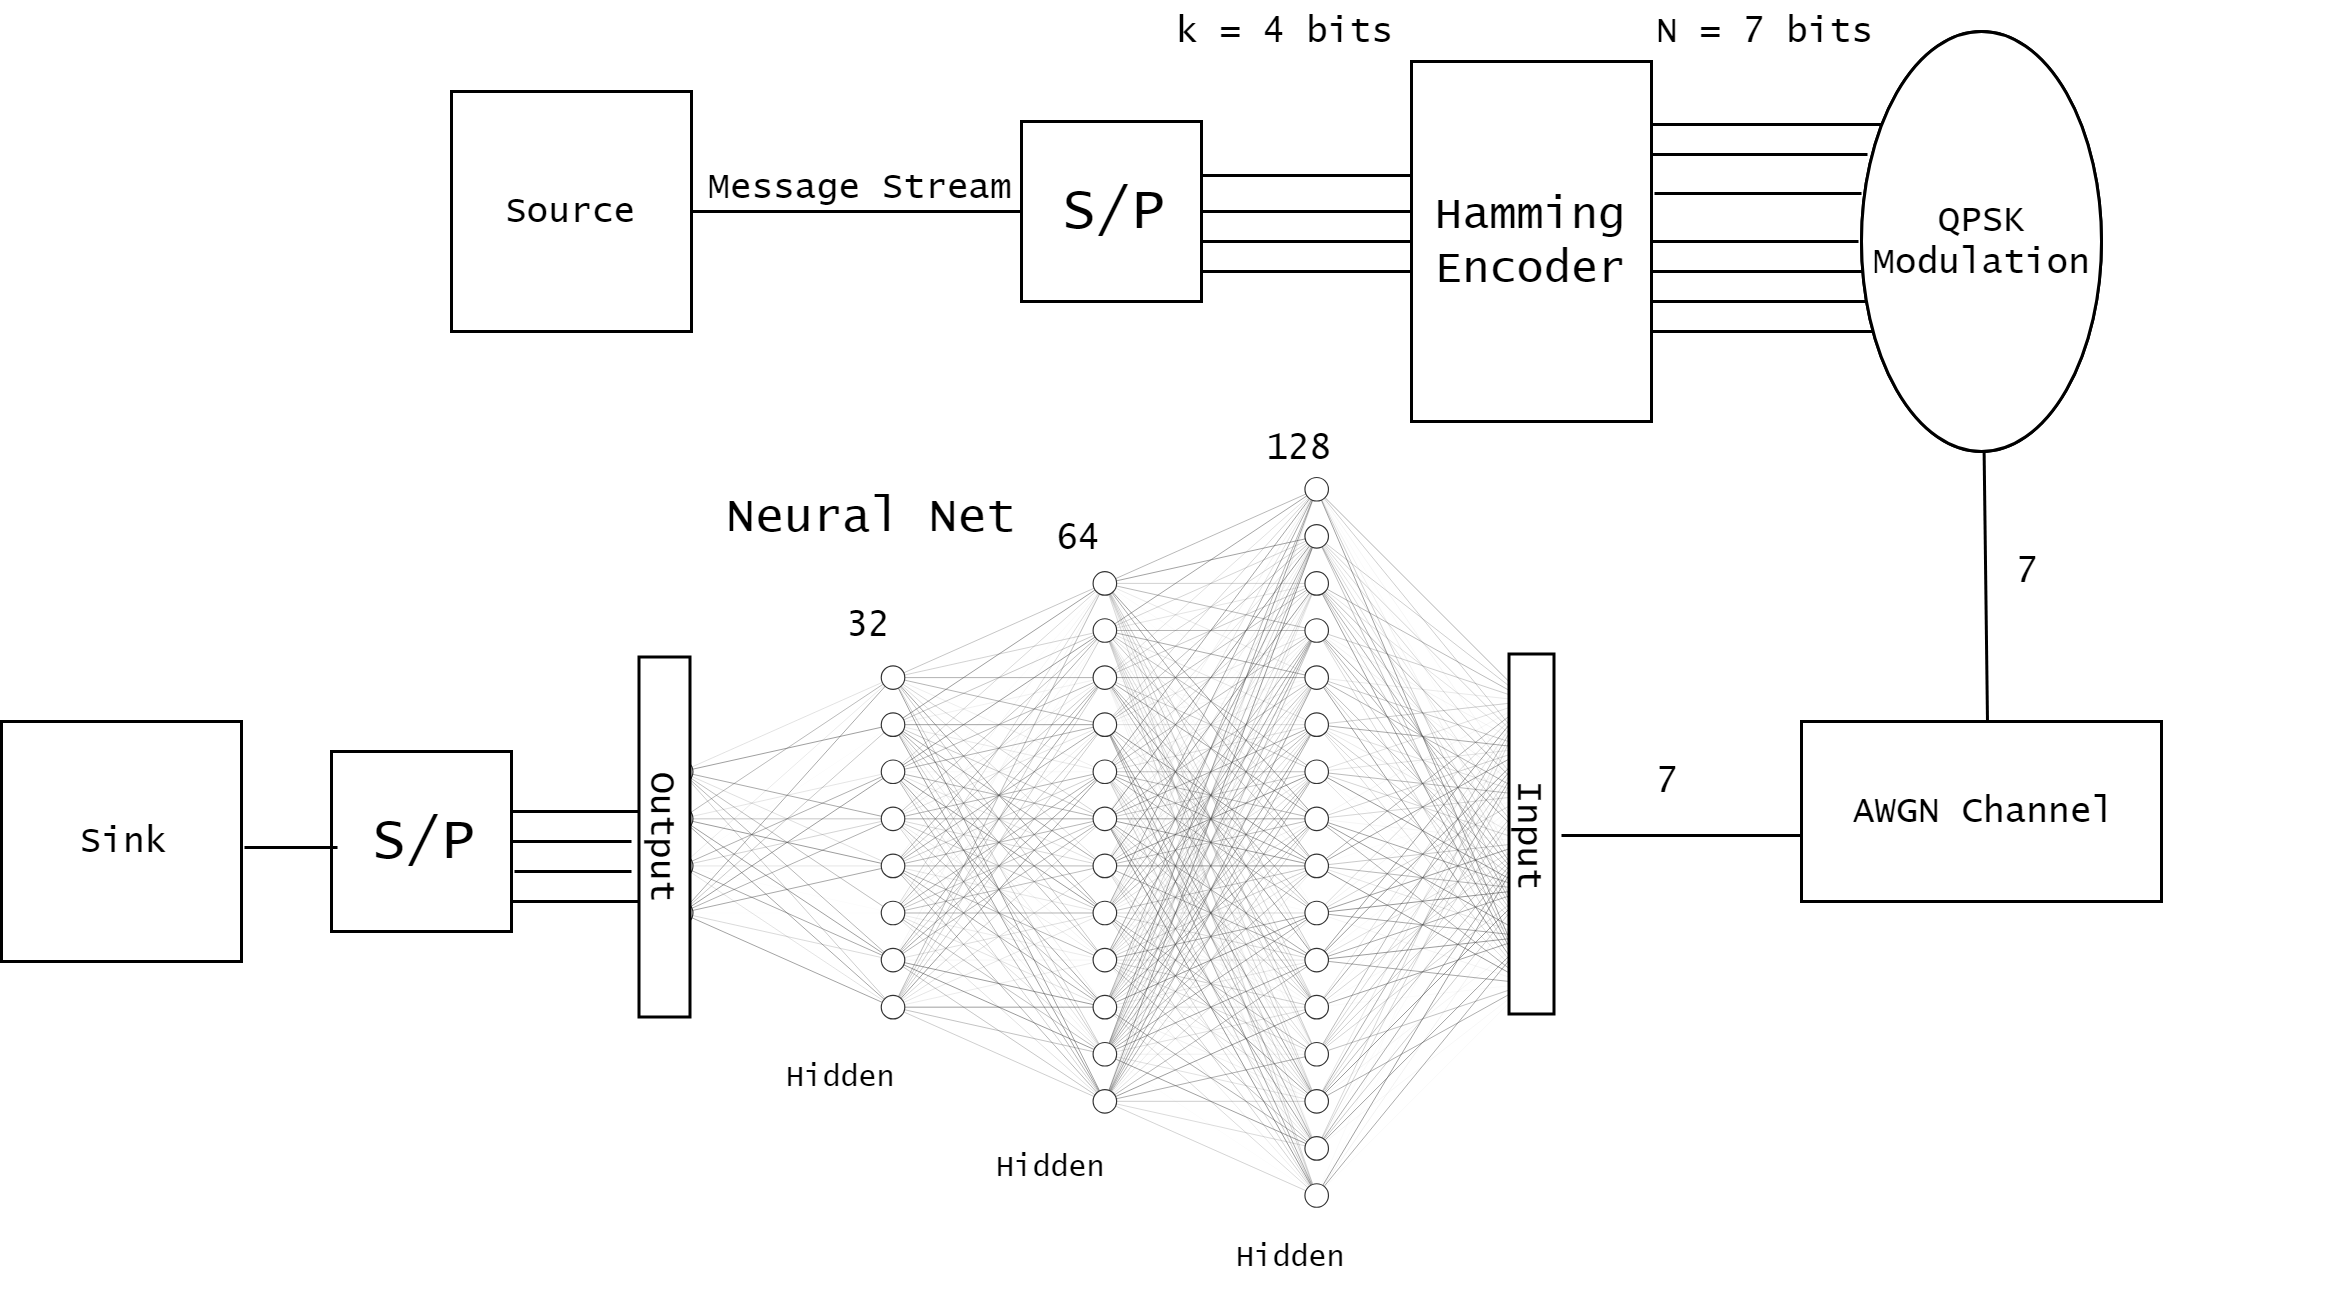 k = 4 bits
N = 7 bits
Source
Message Stream
S/P
Hamming
Encoder
QPSK
Modulation
128
Neural Net
64
32
7
Sink
S/P
Output
Input
7
AWGN Channel
Hidden
Hidden
Hidden